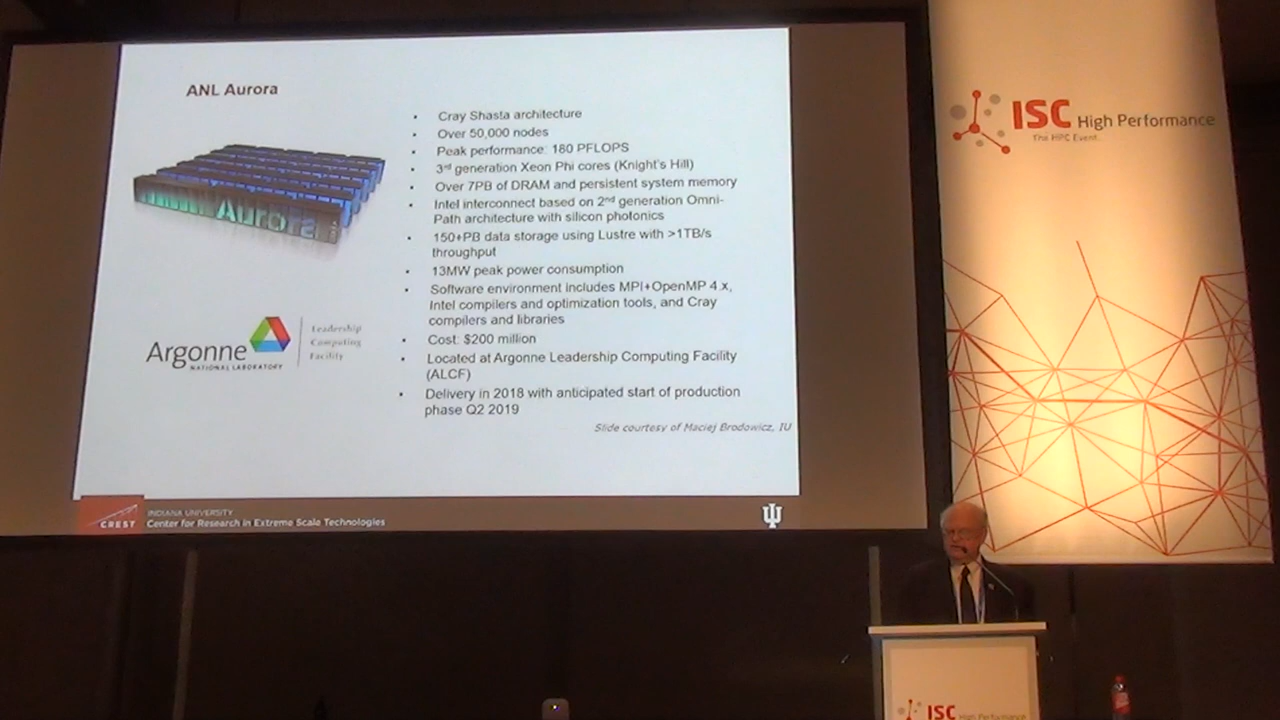 ANL Aurora
Aurora
Argonne
NATIONAL LABORATORY
Leadership
Computing
Facility
• Cray Shasta architecture
• Over 50,000 nodes
• Peak performance: 180 PFLOPS
• 3rd generation Xeon Phi cores (Knight's Hill)
• Over 7PB of DRAM and persistent system memory
• Intel interconnect based on 2nd generation Omni-
Path architecture with silicon photonics
• 150+PB data storage using Lustre with >1TB/s
throughput
• 13MW peak power consumption
• Software environment includes MPI+OpenMP 4.x,
Intel compilers and optimization tools, and Cray
compilers and libraries
• Cost: $200 million
• Located at Argonne Leadership Computing Facility
(ALCF)
• Delivery in 2018 with anticipated start of production
phase Q2 2019
Slide courtesy of Maciej Brodowicz, IU
CREST
INDIANA UNIVERSITY
Center for Research in Extreme Scale Technologies
ISC High Performance
The HPC Event.
ISC High Performance